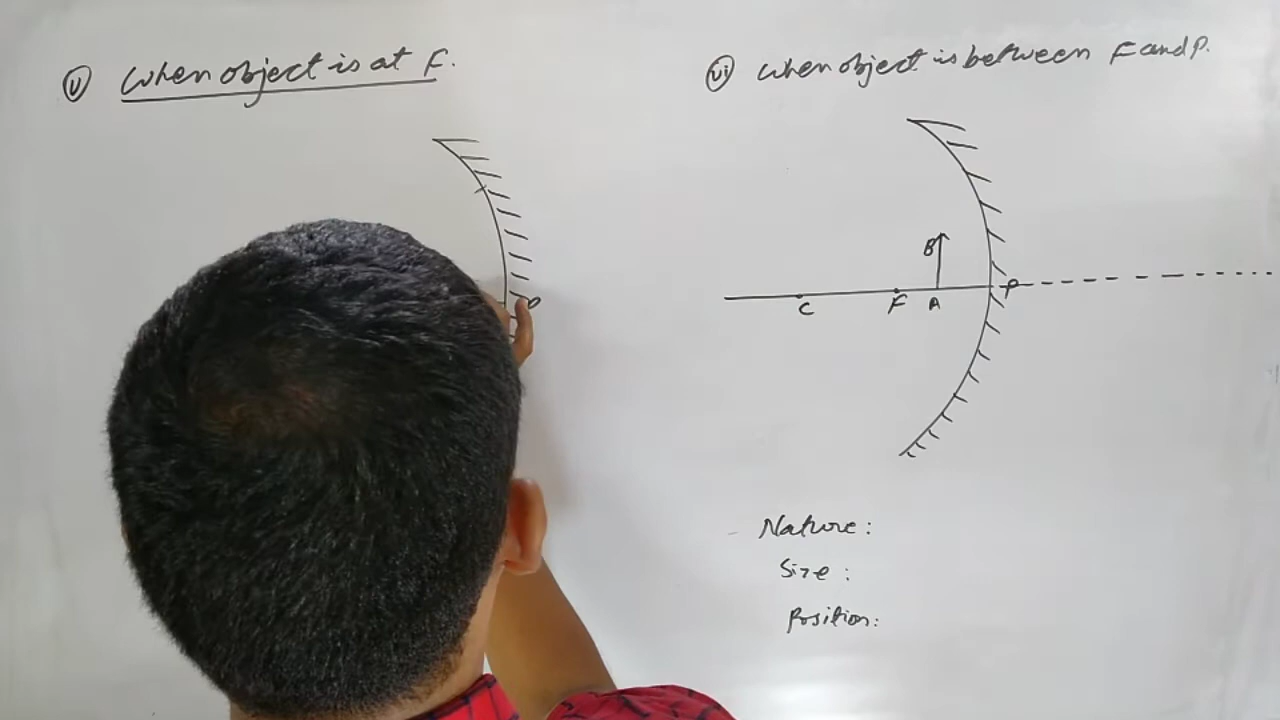 (v) When object is at F.
(vi) When object is between F and P.
B
P
C F A P
Nature:
Size:
Position: